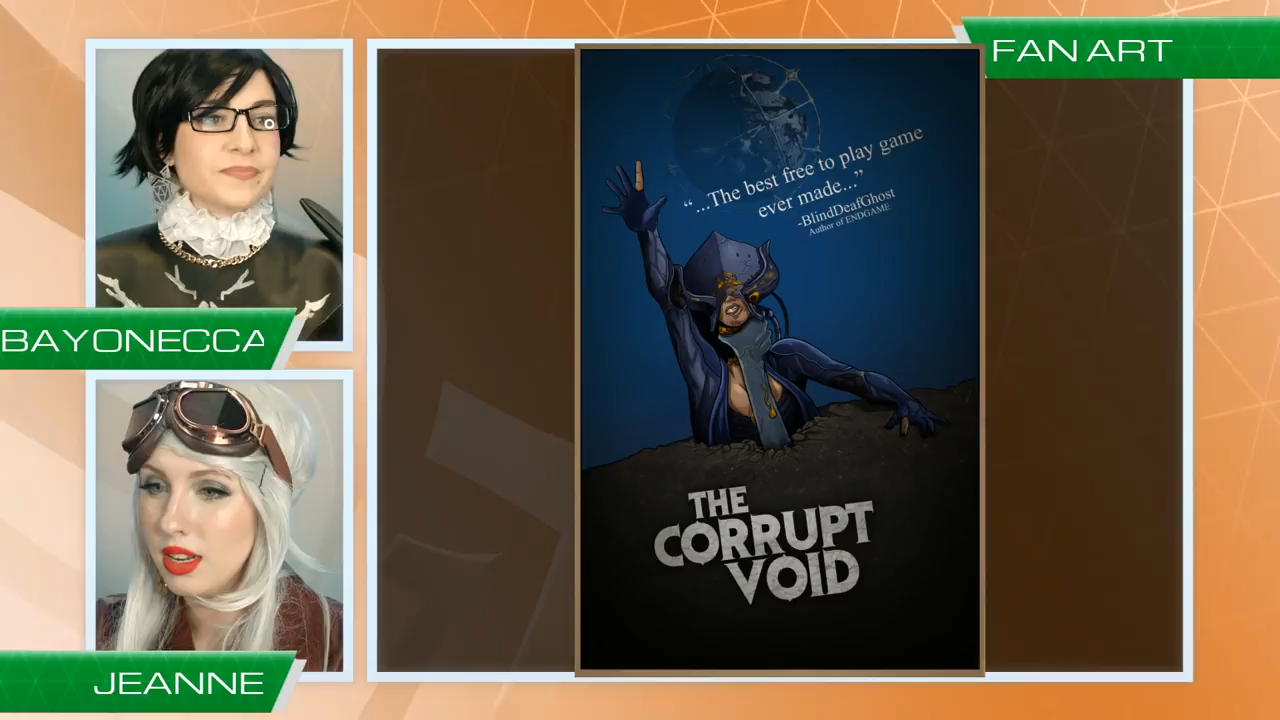 FAN ART
BAYONECCA
JEANNE
“...The best free to play game
ever made...”
-BlindDeafGhost
Author of ENDGAME
THE
CORRUPT
VOID